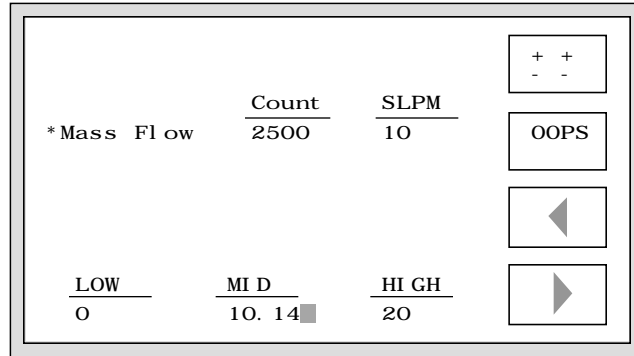 + +
- -
Count SLPM
*Mass Flow 2500 10
OOPS
LOW MID HIGH
0 10.14 20